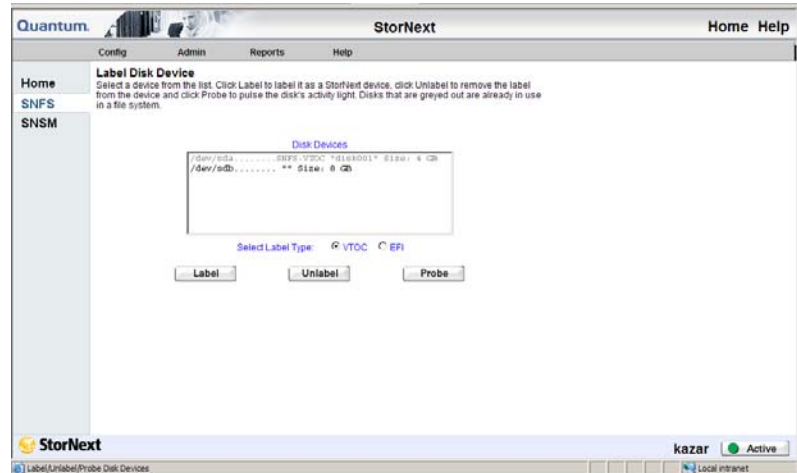 Quantum. StorNext Home Help
Config Admin Reports Help
Home
SNFS
SNSM
Label Disk Device
Select a device from the list. Click Label to label it as a StorNext device, click Unlabel to remove the label
from the device and click Probe to pulse the disk's activity light. Disks that are greyed out are already in use
in a file system.
Disk Devices
/dev/sda........SNFS-VTOC "disk001" Size: 4 GB
/dev/sdb........ ** Size: 8 GB
Select Label Type: VTOC EFI
Label Unlabel Probe
StorNext kazar Active
Label/Unlabel/Probe Disk Devices Local intranet